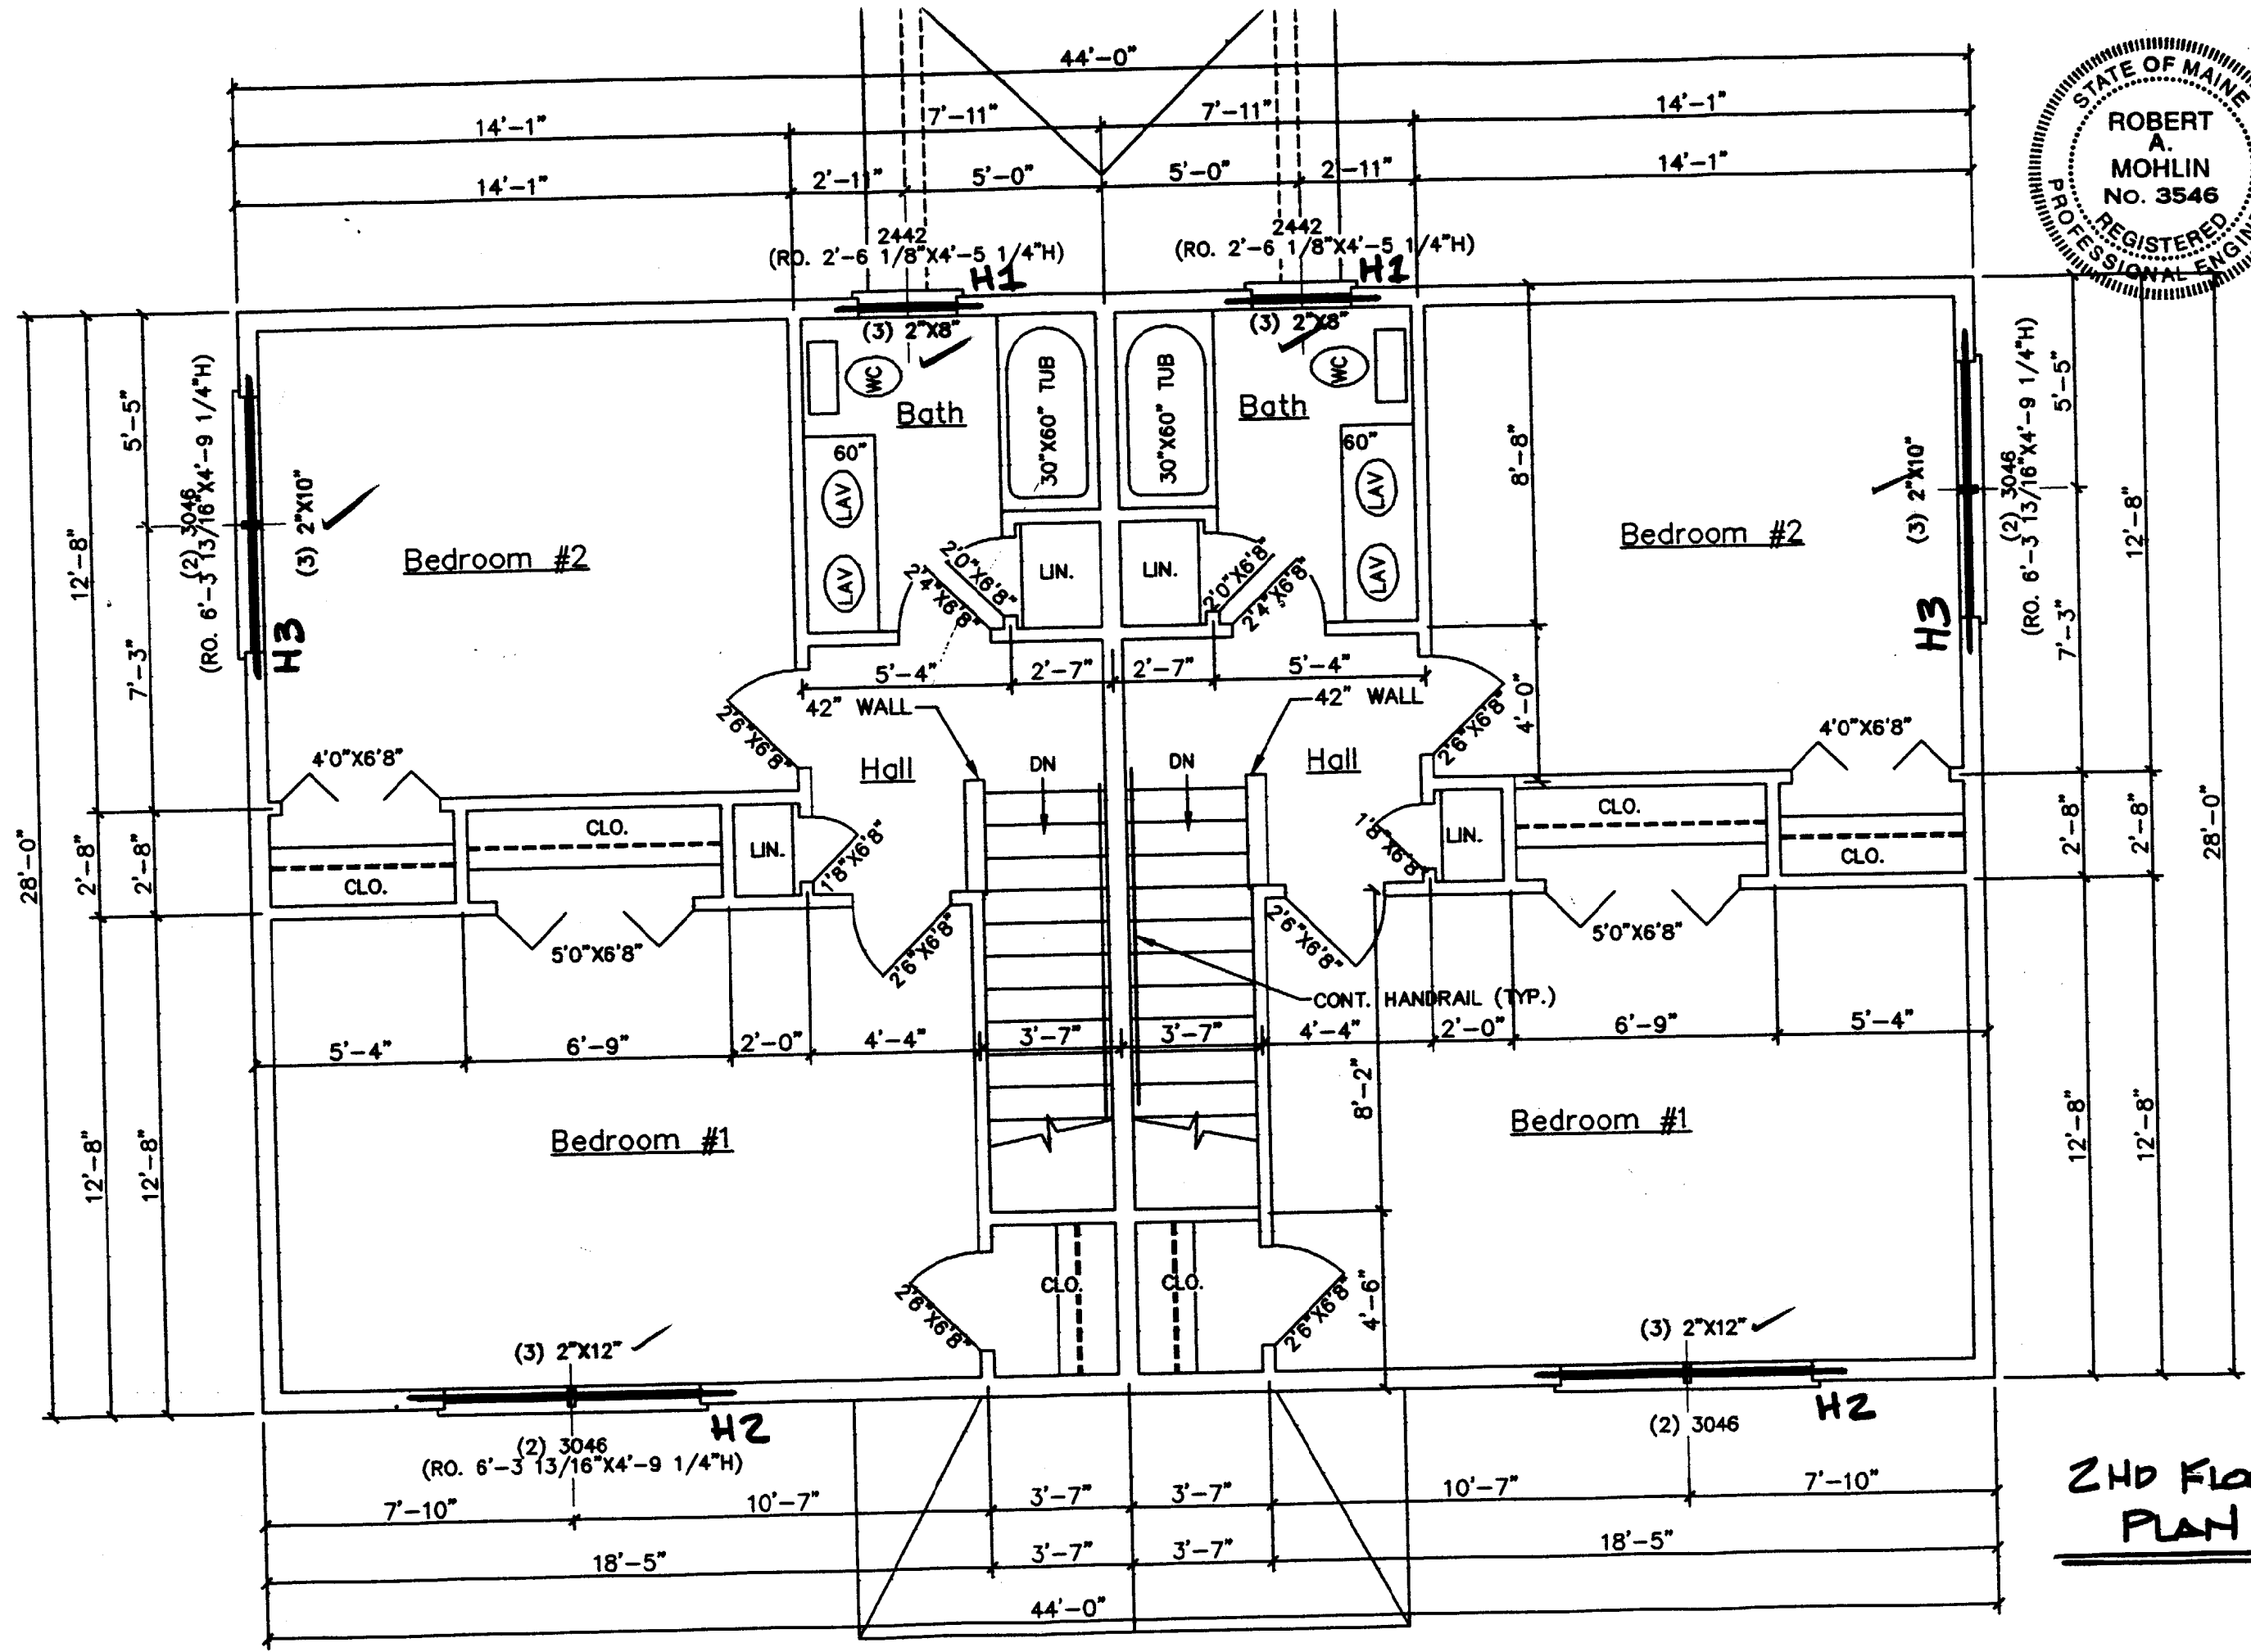 44'-0"
14'-1" 7'-11" 7'-11" 14'-1"
14'-1" 2'-11" 5'-0" 5'-0" 2'-11" 14'-1"
STATE OF MAINE
ROBERT
A.
MOHLIN
No. 3546
REGISTERED
PROFESSIONAL
2442
(RO. 2'-6 1/8"X4'-5 1/4"H)
H1
2442
(RO. 2'-6 1/8"X4'-5 1/4"H)
H1
(3) 2"X8"
(3) 2"X8"
WC
WC
30"X60" TUB
30"X60" TUB
Bath
Bath
60"
60"
LAV
LAV
LAV
LAV
LIN.
LIN.
2'0"X6'8"
2'4"X6'8"
2'0"X6'8"
2'4"X6'8"
8'-8"
5'-5"
(2) 3046
(RO. 6'-3 13/16"X4'-9 1/4"H)
(3) 2"X10"
12'-8"
7'-3"
H3
Bedroom #2
Bedroom #2
(3) 2"X10"
(2) 3046
(RO. 6'-3 13/16"X4'-9 1/4"H)
5'-5"
12'-8"
7'-3"
H3
5'-4" 2'-7" 2'-7" 5'-4"
42" WALL
42" WALL
2'6"X6'8"
2'6"X6'8"
4'-0"
4'0"X6'8"
Hall
DN
DN
Hall
4'0"X6'8"
28'-0"
2'-8"
2'-8"
CLO.
CLO.
LIN.
1'8"X6'8"
1'8"X6'8"
LIN.
CLO.
CLO.
2'-8"
2'-8"
28'-0"
5'0"X6'8"
2'6"X6'8"
2'6"X6'8"
5'0"X6'8"
CONT. HANDRAIL (TYP.)
5'-4" 6'-9" 2'-0" 4'-4" 3'-7" 3'-7" 4'-4" 2'-0" 6'-9" 5'-4"
8'-2"
12'-8"
12'-8"
Bedroom #1
Bedroom #1
12'-8"
12'-8"
CLO.
CLO.
2'6"X6'8"
2'6"X6'8"
4'-6"
(3) 2"X12"
(3) 2"X12"
H2
H2
(2) 3046
(RO. 6'-3 13/16"X4'-9 1/4"H)
(2) 3046
7'-10" 10'-7" 3'-7" 3'-7" 10'-7" 7'-10"
18'-5" 3'-7" 3'-7" 18'-5"
44'-0"
2ND FLO
PLAN